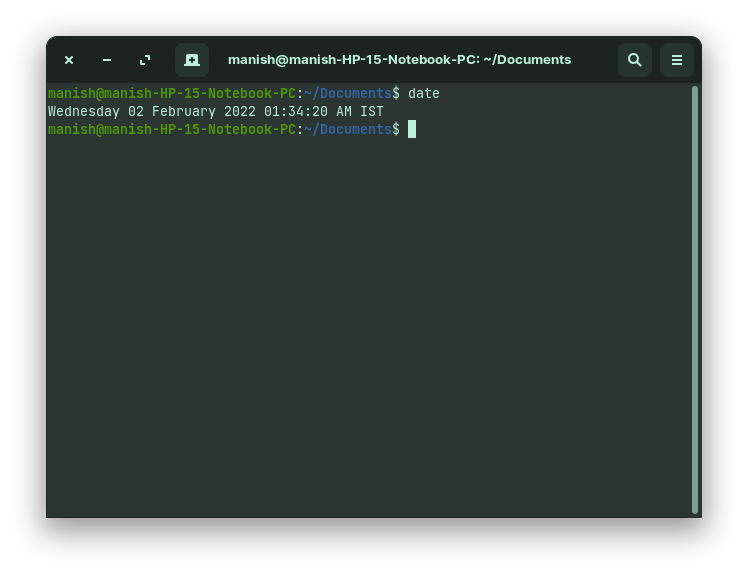 manish@manish-HP-15-Notebook-PC: ~/Documents
manish@manish-HP-15-Notebook-PC:~/Documents$ date
Wednesday 02 February 2022 01:34:20 AM IST
manish@manish-HP-15-Notebook-PC:~/Documents$